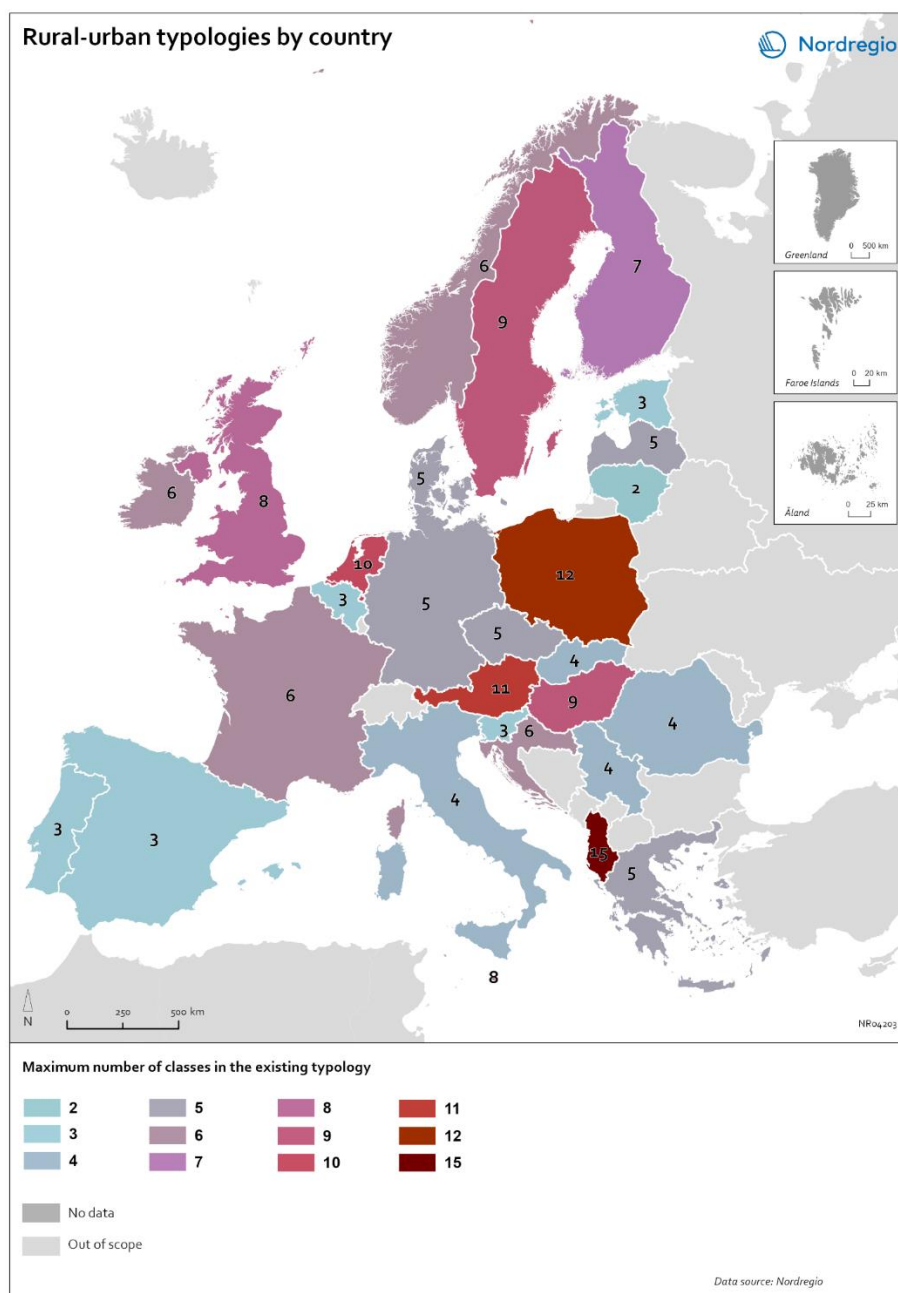 Rural-urban typologies by country
Nordregio
Greenland
0 500 km
Faroe Islands
0 20 km
Åland
0 25 km
6
7
9
3
5
2
5
6
8
10
3
12
5
5
4
6
11
9
3
6
4
4
4
3
3
15
5
8
N
0 250 500 km
NR04203
Maximum number of classes in the existing typology
2 5 8 11
3 6 9 12
4 7 10 15
No data
Out of scope
Data source: Nordregio